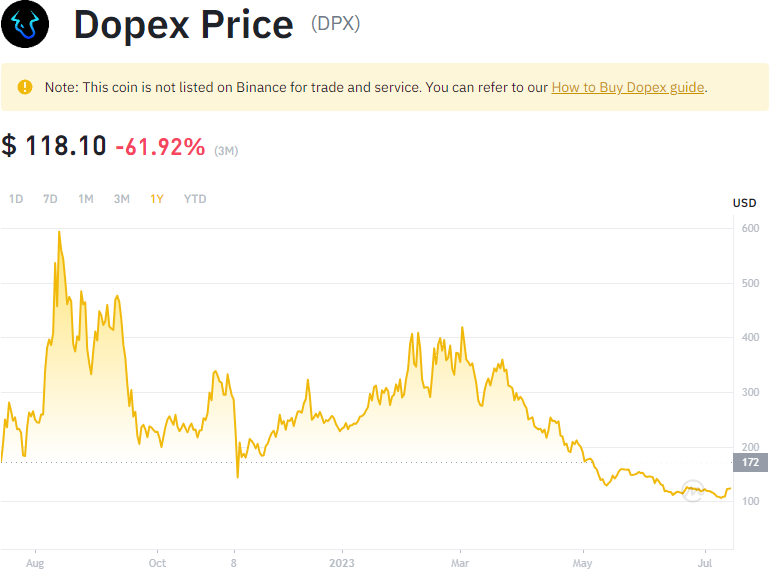 Dopex Price (DPX)
Note: This coin is not listed on Binance for trade and service. You can refer to our How to Buy Dopex guide.
$ 118.10 -61.92% (3M)
1D 7D 1M 3M 1Y YTD
USD
600
500
400
300
200
172
100
Aug Oct 8 2023 Mar May Jul